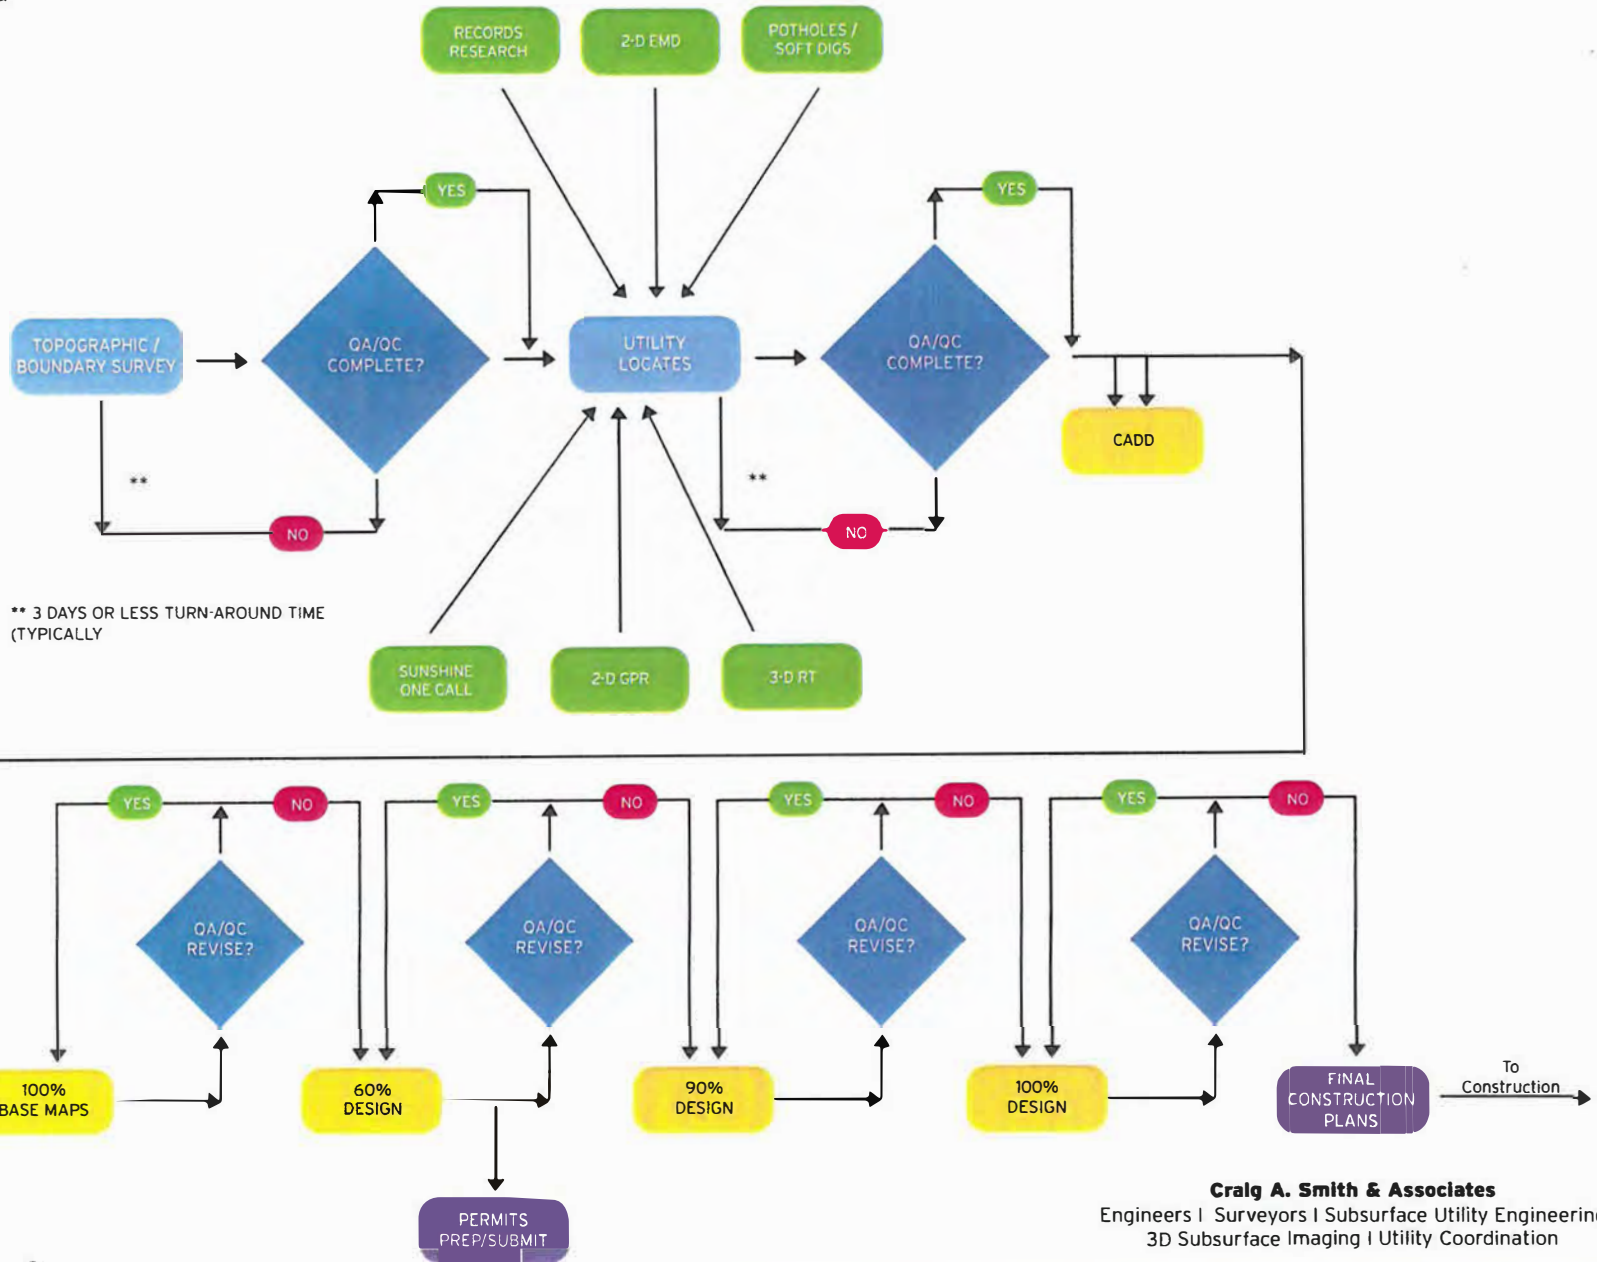 RECORDS
RESEARCH
2-D EMD
POTHOLES /
SOFT DIGS
YES
YES
TOPOGRAPHIC /
BOUNDARY SURVEY
QA/QC
COMPLETE?
UTILITY
LOCATES
QA/QC
COMPLETE?
CADD
**
**
NO
NO
** 3 DAYS OR LESS TURN-AROUND TIME
(TYPICALLY
SUNSHINE
ONE CALL
2-D GPR
3-D RT
YES
NO
YES
NO
YES
NO
YES
NO
QA/QC
REVISE?
QA/QC
REVISE?
QA/QC
REVISE?
QA/QC
REVISE?
100%
BASE MAPS
60%
DESIGN
90%
DESIGN
100%
DESIGN
FINAL
CONSTRUCTION
PLANS
To
Construction
PERMITS
PREP/SUBMIT
Craig A. Smith & Associates
Engineers | Surveyors | Subsurface Utility Engineering
3D Subsurface Imaging | Utility Coordination